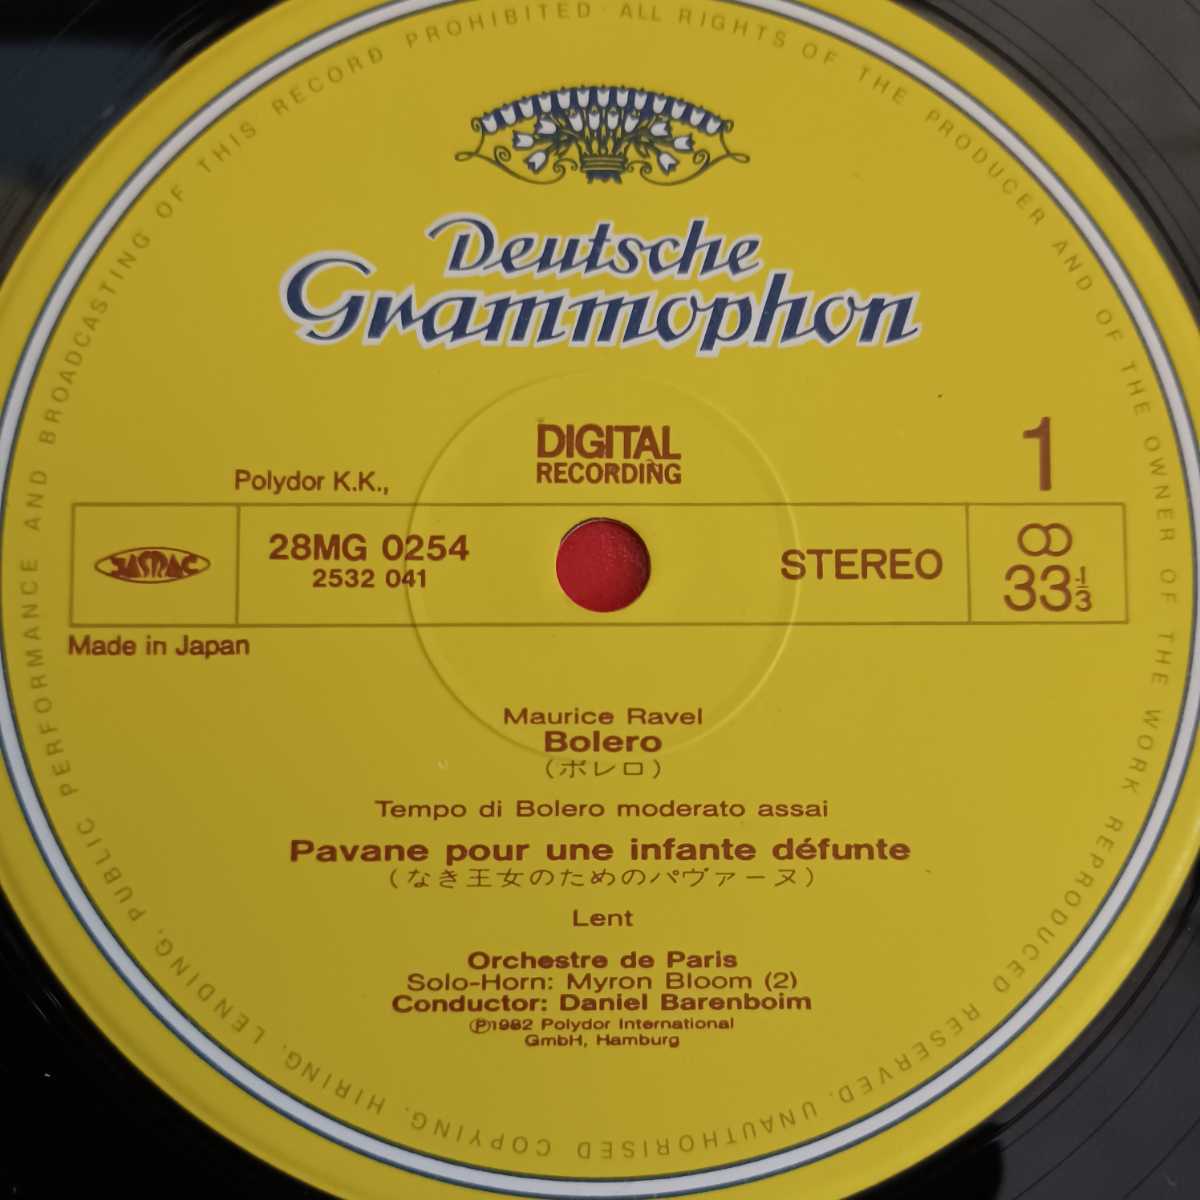 PUBLIC PERFORMANCE AND BROADCASTING OF THIS RECORD PROHIBITED · ALL RIGHTS OF THE PRODUCER AND OF THE OWNER OF THE WORK REPRODUCED RESERVED. UNAUTHORISED COPYING, HIRING, LENDING,
Deutsche
Grammophon
DIGITAL
RECORDING
1
Polydor K.K.,
JASRAC
28MG 0254
2532 041
STEREO
33 1/3
Made in Japan
Maurice Ravel
Bolero
(ボレロ)
Tempo di Bolero moderato assai
Pavane pour une infante défunte
(なき王女のためのパヴァーヌ)
Lent
Orchestre de Paris
Solo-Horn: Myron Bloom (2)
Conductor: Daniel Barenboim
Ⓟ1982 Polydor International
GmbH, Hamburg